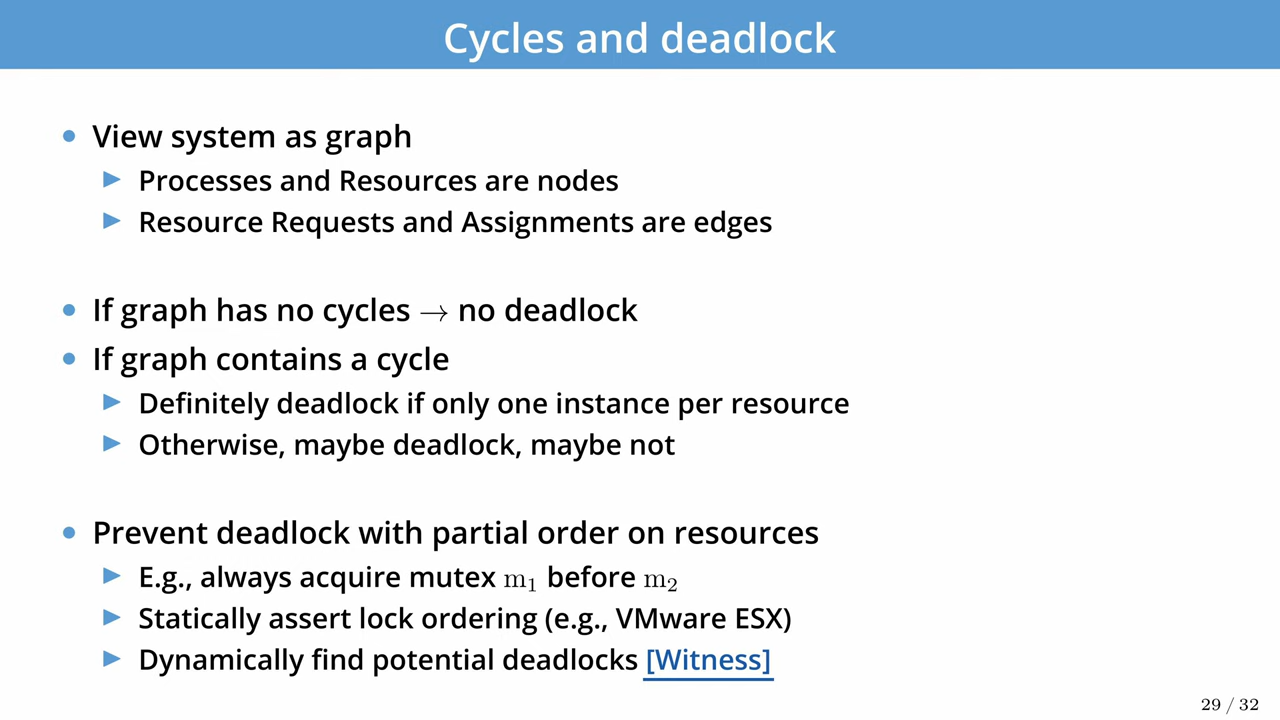 Cycles and deadlock
• View system as graph
▶ Processes and Resources are nodes
▶ Resource Requests and Assignments are edges
• If graph has no cycles → no deadlock
• If graph contains a cycle
▶ Definitely deadlock if only one instance per resource
▶ Otherwise, maybe deadlock, maybe not
• Prevent deadlock with partial order on resources
▶ E.g., always acquire mutex m₁ before m₂
▶ Statically assert lock ordering (e.g., VMware ESX)
▶ Dynamically find potential deadlocks [Witness]
29 / 32